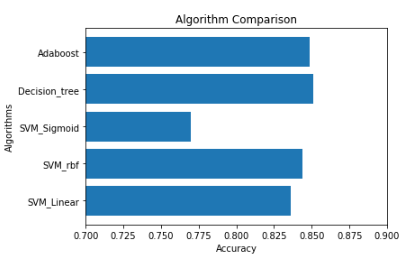 Algorithm Comparison
Adaboost
Decision_tree
SVM_Sigmoid
SVM_rbf
SVM_Linear
Algorithms
0.700 0.725 0.750 0.775 0.800 0.825 0.850 0.875 0.900
Accuracy